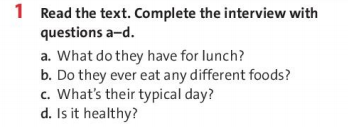 1 Read the text. Complete the interview with
questions a–d.
a. What do they have for lunch?
b. Do they ever eat any different foods?
c. What's their typical day?
d. Is it healthy?